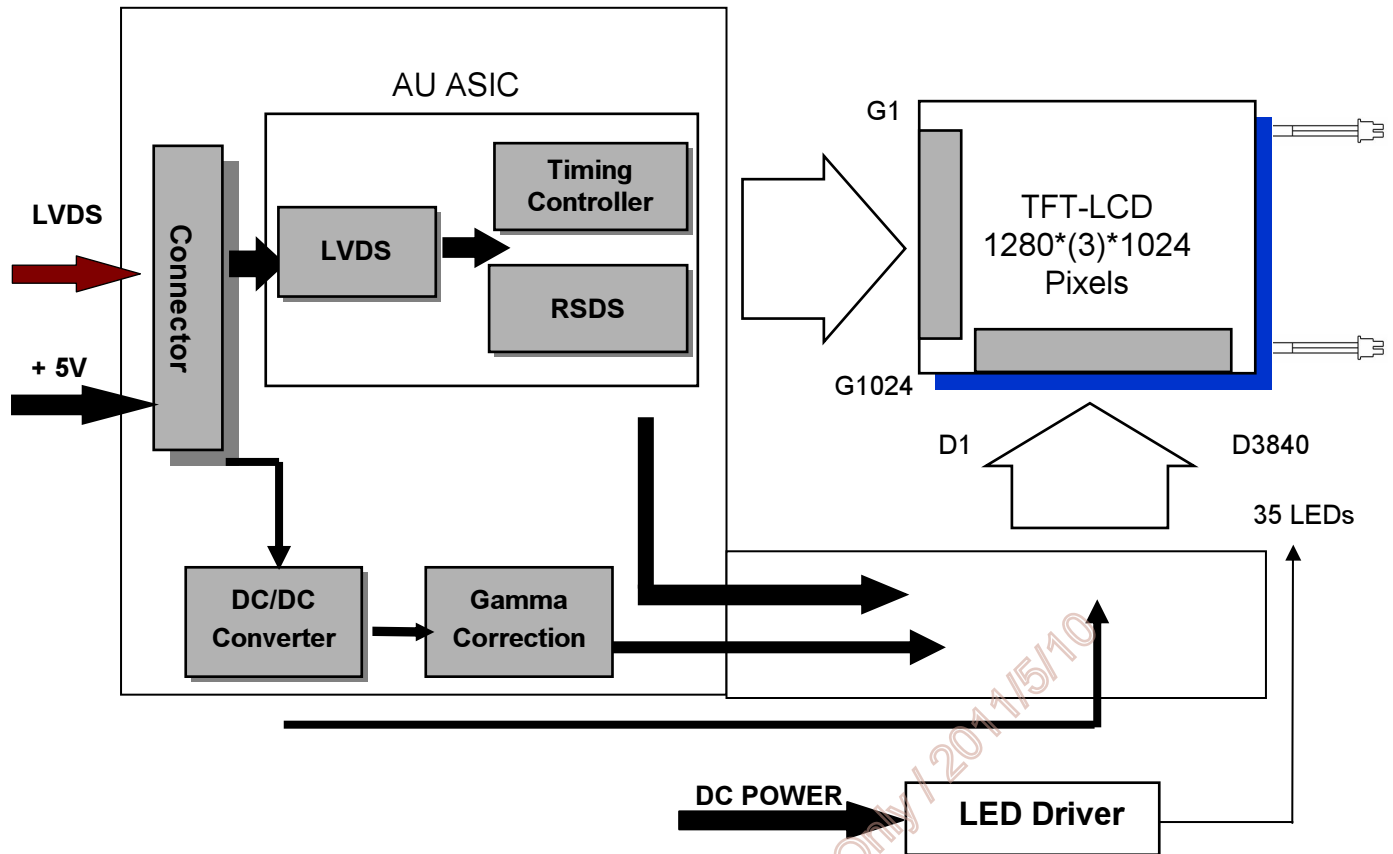 AU ASIC
LVDS
+ 5V
Connector
LVDS
Timing
Controller
RSDS
G1
G1024
TFT-LCD
1280*(3)*1024
Pixels
D1
D3840
35 LEDs
DC/DC
Converter
Gamma
Correction
DC POWER
LED Driver
Only / 2011/5/10